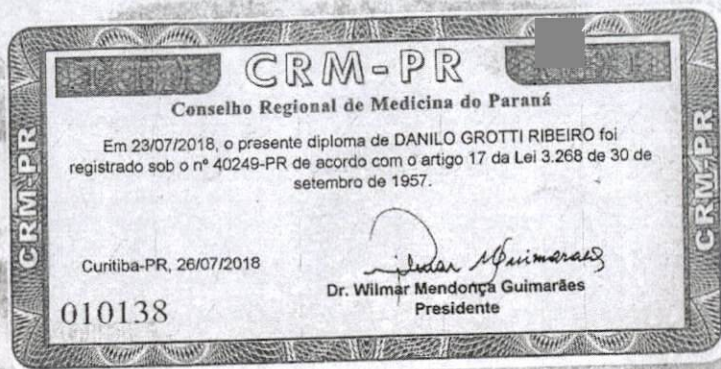 CRM-PR
Conselho Regional de Medicina do Paraná
CRM-PR
Em 23/07/2018, o presente diploma de DANILO GROTTI RIBEIRO foi
registrado sob o nº 40249-PR de acordo com o artigo 17 da Lei 3.268 de 30 de
setembro de 1957.
CRM-PR
Curitiba-PR, 26/07/2018
Wilmar MGuimaraes
Dr. Wilmar Mendonça Guimarães
Presidente
010138